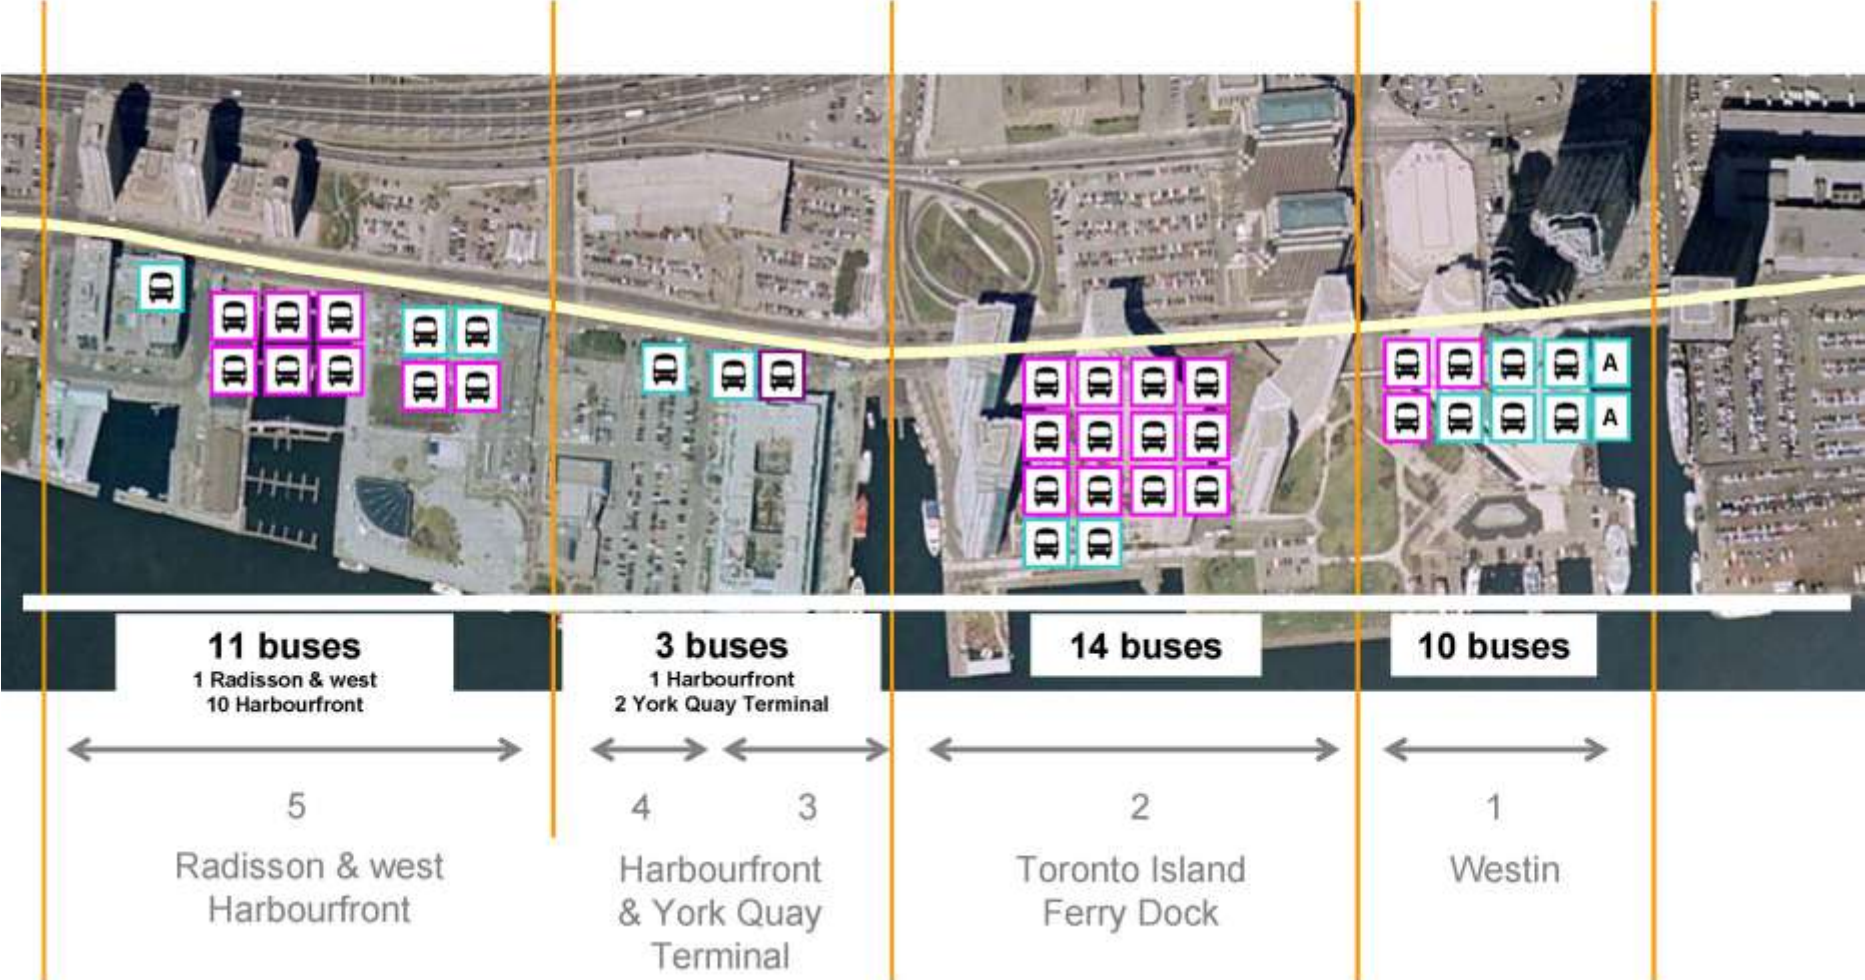 A
A
11 buses
1 Radisson & west
10 Harbourfront
3 buses
1 Harbourfront
2 York Quay Terminal
14 buses
10 buses
5
4
3
2
1
Radisson & west
Harbourfront
Harbourfront
& York Quay
Terminal
Toronto Island
Ferry Dock
Westin